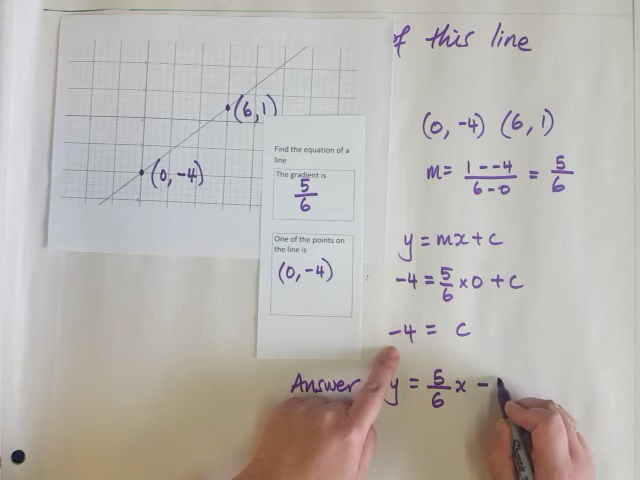 of this line
(6,1)
(0,-4)
Find the equation of a
line
The gradient is
5/6
One of the points on
the line is
(0,-4)
(0,-4) (6,1)
m= 1--4/6-0 = 5/6
y=mx+c
-4=5/6×0+c
-4 = c
Answer y = 5/6 x -